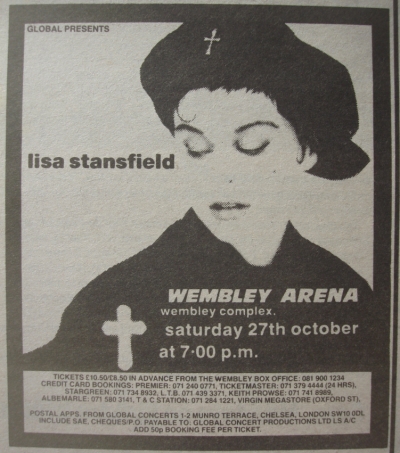 GLOBAL PRESENTS
lisa stansfield
WEMBLEY ARENA
wembley complex.
saturday 27th october
at 7·00 p.m.
TICKETS £10.50/£8.50 IN ADVANCE FROM THE WEMBLEY BOX OFFICE: 081 900 1234
CREDIT CARD BOOKINGS: PREMIER: 071 240 0771, TICKETMASTER: 071 379 4444 (24 HRS),
STARGREEN: 071 734 8932, L.T.B. 071 439 3371, KEITH PROWSE: 071 741 8989,
ALBEMARLE: 071 580 3141, T & C STATION: 071 284 1221, VIRGIN MEGASTORE (OXFORD ST),
POSTAL APPS. FROM GLOBAL CONCERTS 1-2 MUNRO TERRACE, CHELSEA, LONDON SW10 0DL
INCLUDE SAE, CHEQUES/P.O. PAYABLE TO: GLOBAL CONCERT PRODUCTIONS LTD LS A/C
ADD 50p BOOKING FEE PER TICKET.